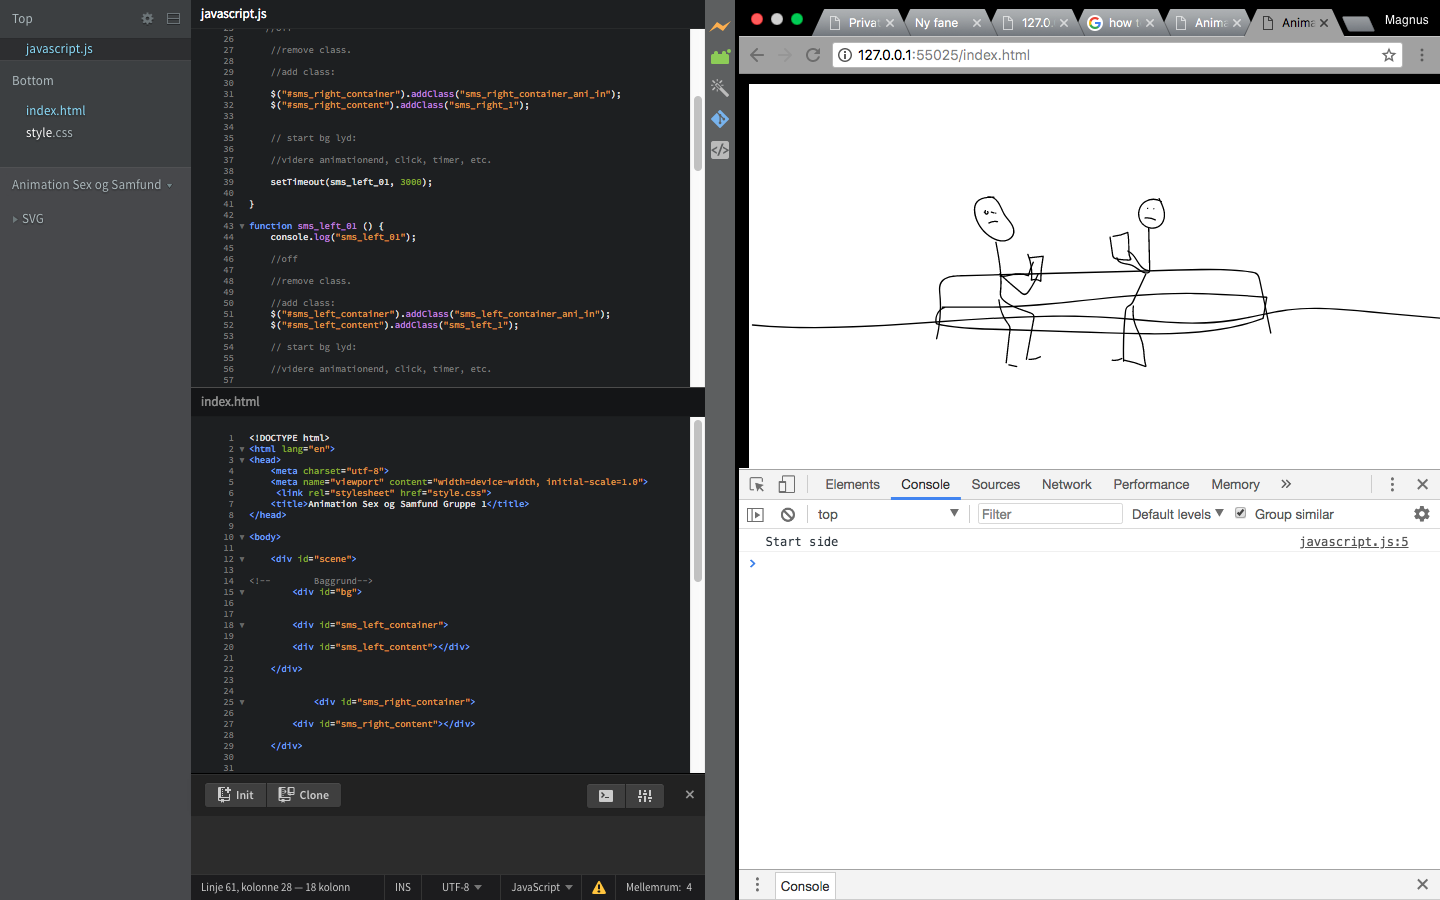 Top
javascript.js
Bottom
index.html
style.css
Animation Sex og Samfund
SVG
javascript.js
25 //off
26
27 //remove class.
28
29 //add class:
30
31 $("#sms_right_container").addClass("sms_right_container_ani_in");
32 $("#sms_right_content").addClass("sms_right_1");
33
34
35 // start bg lyd:
36
37 //videre animationend, click, timer, etc.
38
39 setTimeout(sms_left_01, 3000);
40
41 }
42
43 function sms_left_01 () {
44 console.log("sms_left_01");
45
46 //off
47
48 //remove class.
49
50 //add class:
51 $("#sms_left_container").addClass("sms_left_container_ani_in");
52 $("#sms_left_content").addClass("sms_left_1");
53
54 // start bg lyd:
55
56 //videre animationend, click, timer, etc.
57
index.html
1 <!DOCTYPE html>
2 <html lang="en">
3 <head>
4 <meta charset="utf-8">
5 <meta name="viewport" content="width=device-width, initial-scale=1.0">
6 <link rel="stylesheet" href="style.css">
7 <title>Animation Sex og Samfund Gruppe 1</title>
8 </head>
9
10 <body>
11
12 <div id="scene">
13
14 <!-- Baggrund-->
15 <div id="bg">
16
17
18 <div id="sms_left_container">
19
20 <div id="sms_left_content"></div>
21
22 </div>
23
24
25 <div id="sms_right_container">
26
27 <div id="sms_right_content"></div>
28
29 </div>
30
31
Init Clone
Linje 61, kolonne 28 — 18 kolonn INS UTF-8 JavaScript Mellemrum: 4
Priva Ny fane 127.0. how t Anima Anima Magnus
127.0.0.1:55025/index.html
Elements Console Sources Network Performance Memory »
top Filter Default levels Group similar
Start side javascript.js:5
Console